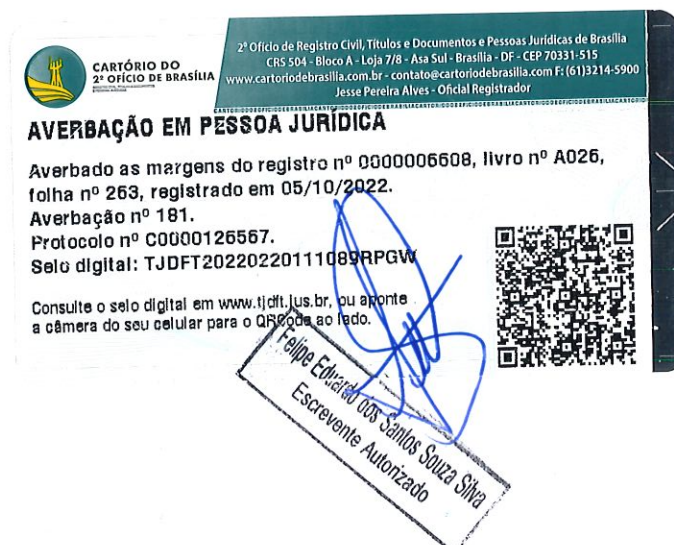 CARTÓRIO DO
2º OFÍCIO DE BRASÍLIA
2º Ofício de Registro Civil, Títulos e Documentos e Pessoas Jurídicas de Brasília
CRS 504 - Bloco A - Loja 7/8 - Asa Sul - Brasília - DF - CEP 70331-515
www.cartoriodebrasilia.com.br - contato@cartoriodebrasilia.com F: (61)3214-5900
Jesse Pereira Alves - Oficial Registrador
AVERBAÇÃO EM PESSOA JURÍDICA
Averbado as margens do registro nº 0000006608, livro nº A026,
folha nº 263, registrado em 05/10/2022.
Averbação nº 181.
Protocolo nº C0000126567.
Selo digital: TJDFT20220220111089RPGW
Consulte o selo digital em www.tjdft.jus.br, ou aponte
a câmera do seu celular para o QRCode ao lado.
Felipe Eduardo dos Santos Souza Silva
Escrevente Autorizado